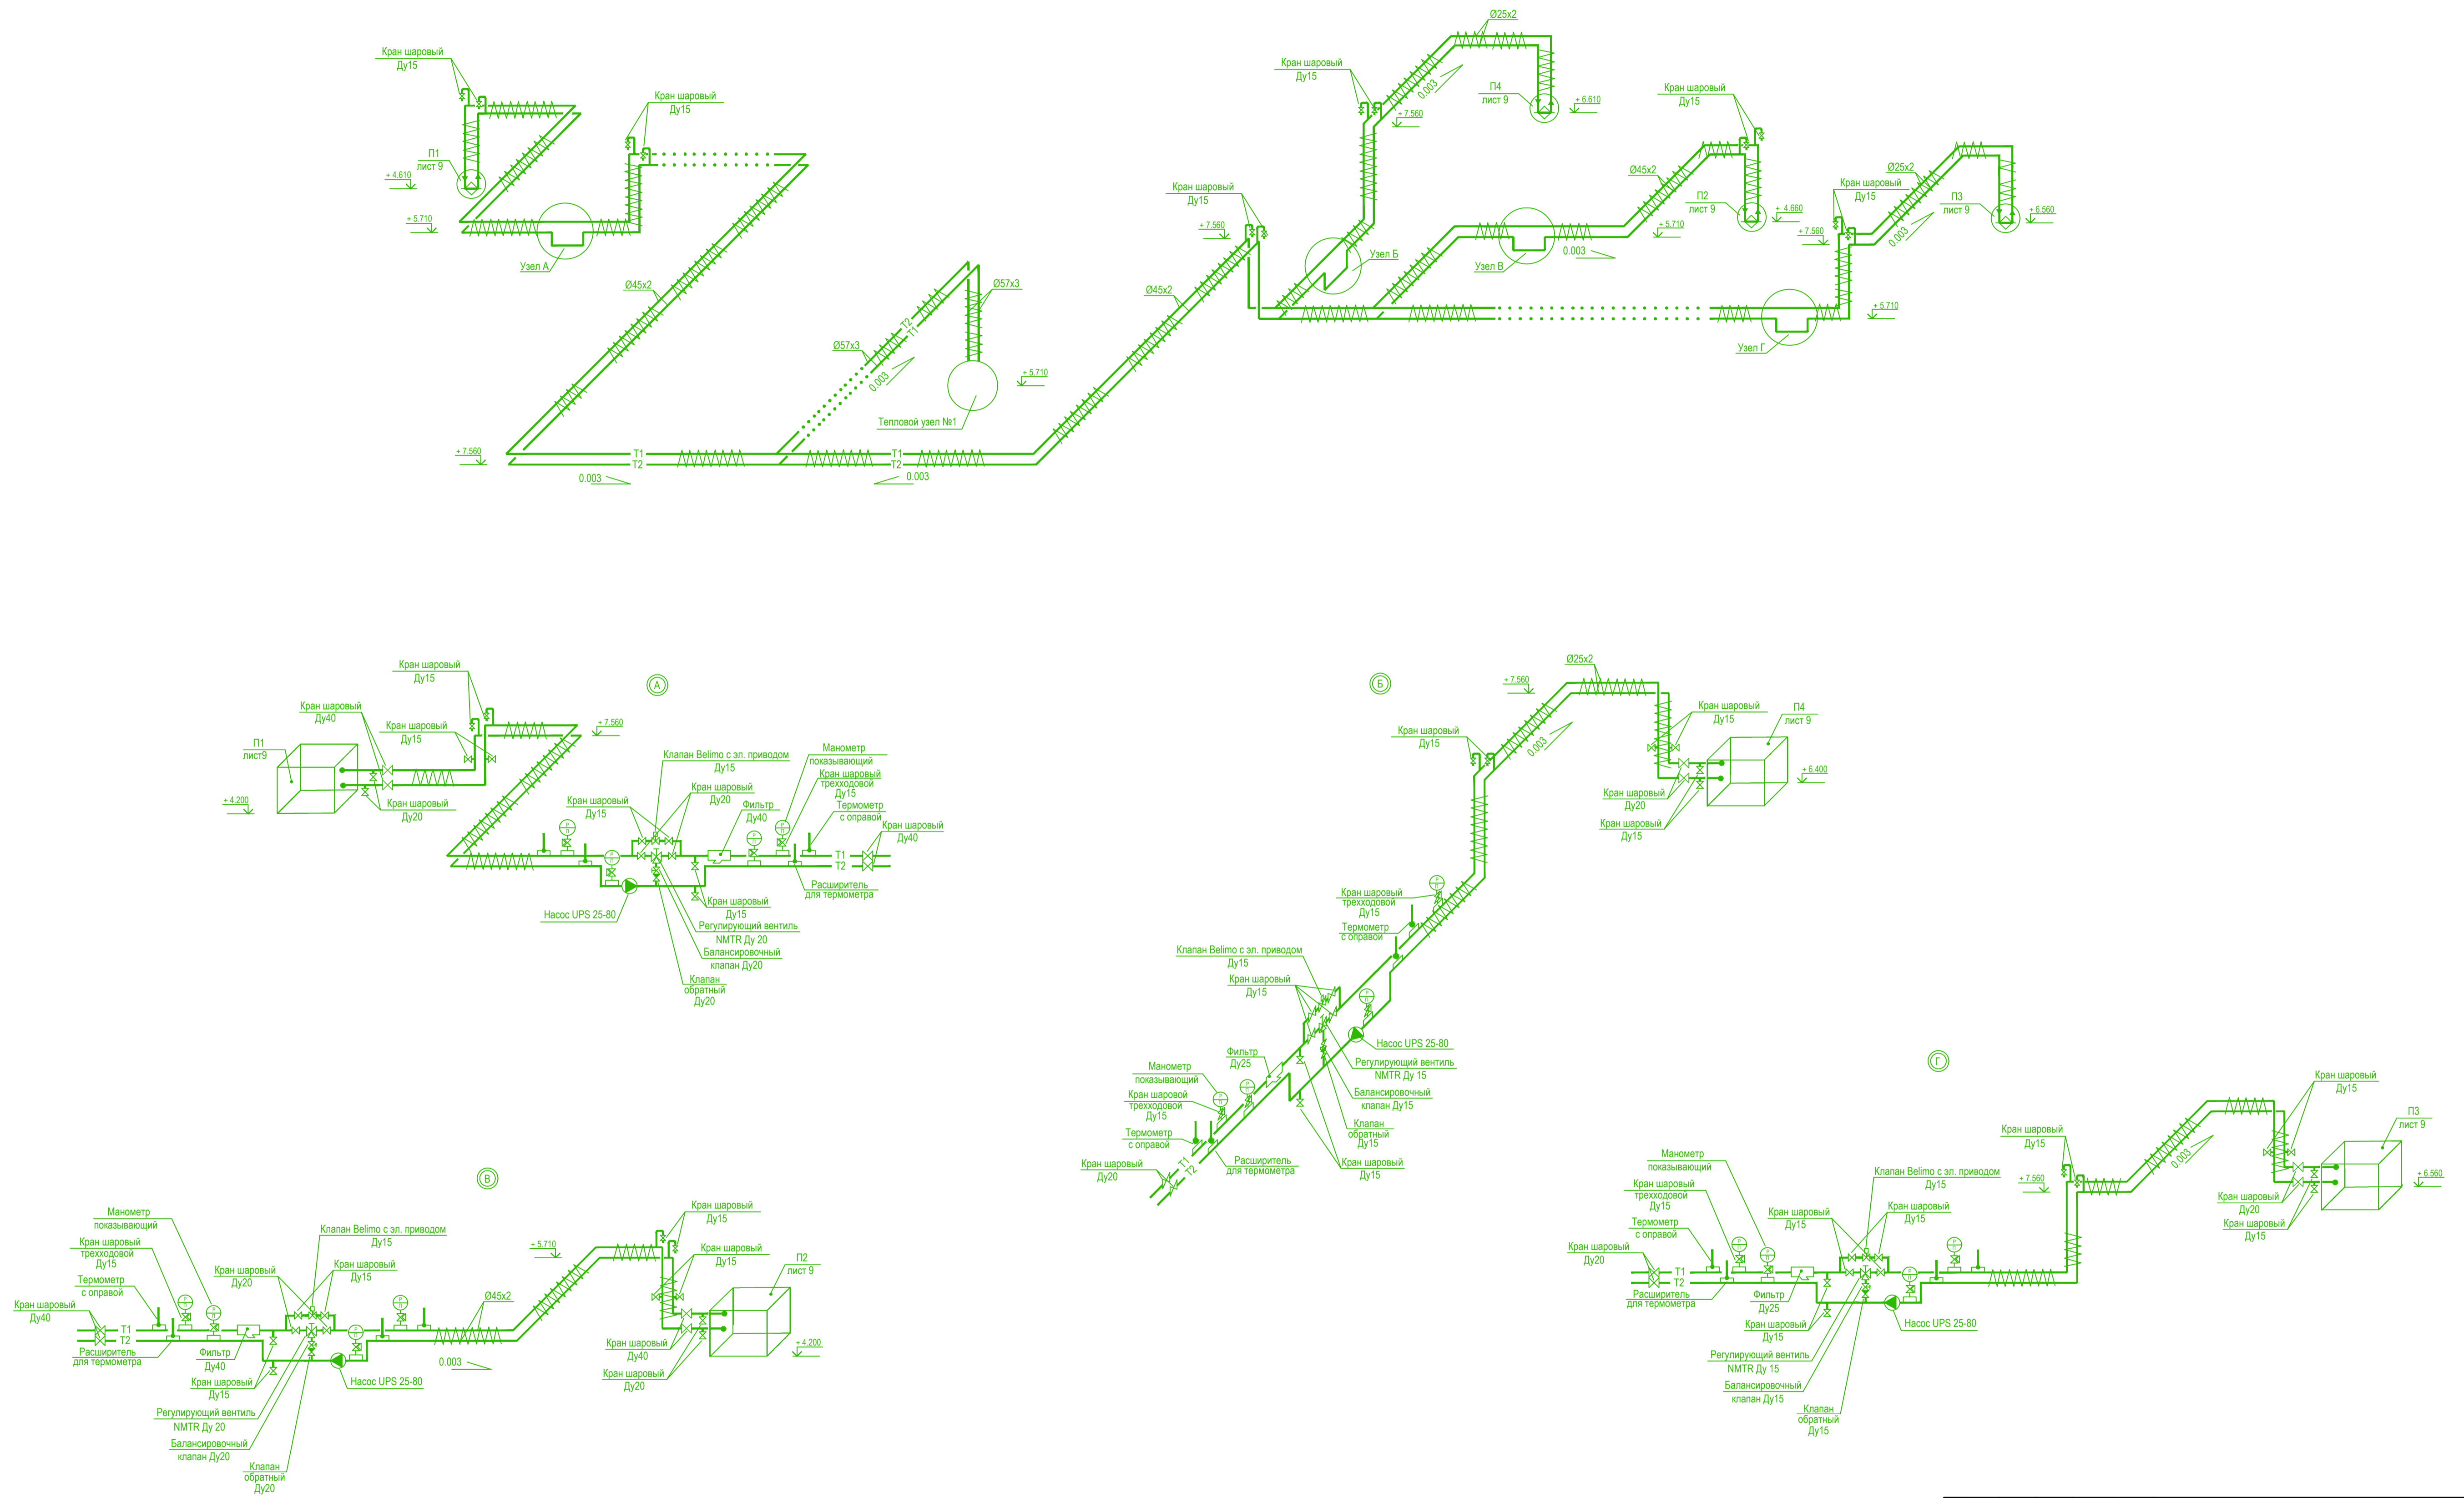 Кран шаровый
Ду15
П1
лист 9
+ 4.610
+ 5.710
Узел А
Кран шаровый
Ду15
Ø45x2
Ø57x3
T2
T1
0.003
Ø57x3
+ 5.710
Тепловой узел №1
+ 7.560
T1
T2
0.003
T1
T2
0.003
Ø45x2
Кран шаровый
Ду15
+ 7.560
Кран шаровый
Ду15
Ø25x2
0.003
+ 7.560
П4
лист 9
+ 6.610
Узел Б
Узел В
Ø45x2
0.003
+ 5.710
Кран шаровый
Ду15
П2
лист 9
+ 4.660
Кран шаровый
Ду15
+ 7.560
Ø25x2
0.003
П3
лист 9
+ 6.560
+ 5.710
Узел Г
А
Кран шаровый
Ду15
Кран шаровый
Ду40
Кран шаровый
Ду15
П1
лист9
+ 4.200
Кран шаровый
Ду20
+ 7.560
Клапан Belimo с эл. приводом
Ду15
Кран шаровый
Ду15
Кран шаровый
Ду20
Фильтр
Ду40
Манометр
показывающий
Кран шаровый
трехходовой
Ду15
Термометр
с оправой
Кран шаровый
Ду40
Р
П
Р
П
Р
П
Р
П
T1
T2
Расширитель
для термометра
Насос UPS 25-80
Кран шаровый
Ду15
Регулирующий вентиль
NMTR Ду 20
Балансировочный
клапан Ду20
Клапан
обратный
Ду20
Б
Ø25x2
+ 7.560
Кран шаровый
Ду15
0.003
Кран шаровый
Ду15
П4
лист 9
+ 6.400
Кран шаровый
Ду20
Кран шаровый
Ду15
Кран шаровый
трехходовой
Ду15
Термометр
с оправой
Р
П
Клапан Belimo с эл. приводом
Ду15
Кран шаровый
Ду15
Р
П
Насос UPS 25-80
Фильтр
Ду25
Регулирующий вентиль
NMTR Ду 15
Манометр
показывающий
Р
П
Р
П
Кран шаровой
трехходовой
Ду15
Балансировочный
клапан Ду15
Клапан
обратный
Ду15
Термометр
с оправой
T1
T2
Расширитель
для термометра
Кран шаровый
Ду15
Кран шаровый
Ду20
В
Манометр
показывающий
Кран шаровый
трехходовой
Ду15
Термометр
с оправой
Кран шаровый
Ду40
T1
T2
Расширитель
для термометра
Р
П
Р
П
Р
П
Р
П
Клапан Belimo с эл. приводом
Ду15
Кран шаровый
Ду20
Кран шаровый
Ду15
Фильтр
Ду40
Кран шаровый
Ду15
Насос UPS 25-80
Регулирующий вентиль
NMTR Ду 20
Балансировочный
клапан Ду20
Клапан
обратный
Ду20
Ø45x2
0.003
+ 5.710
Кран шаровый
Ду15
Кран шаровый
Ду15
П2
лист 9
+ 4.200
Кран шаровый
Ду40
Кран шаровый
Ду20
Г
Манометр
показывающий
Кран шаровый
трехходовой
Ду15
Термометр
с оправой
Кран шаровый
Ду20
T1
T2
Расширитель
для термометра
Р
П
Р
П
Р
П
Р
П
Клапан Belimo с эл. приводом
Ду15
Кран шаровый
Ду15
Кран шаровый
Ду15
Фильтр
Ду25
Кран шаровый
Ду15
Насос UPS 25-80
Регулирующий вентиль
NMTR Ду 15
Балансировочный
клапан Ду15
Клапан
обратный
Ду15
Кран шаровый
Ду15
+ 7.560
0.003
Кран шаровый
Ду15
П3
лист 9
+ 6.560
Кран шаровый
Ду20
Кран шаровый
Ду15